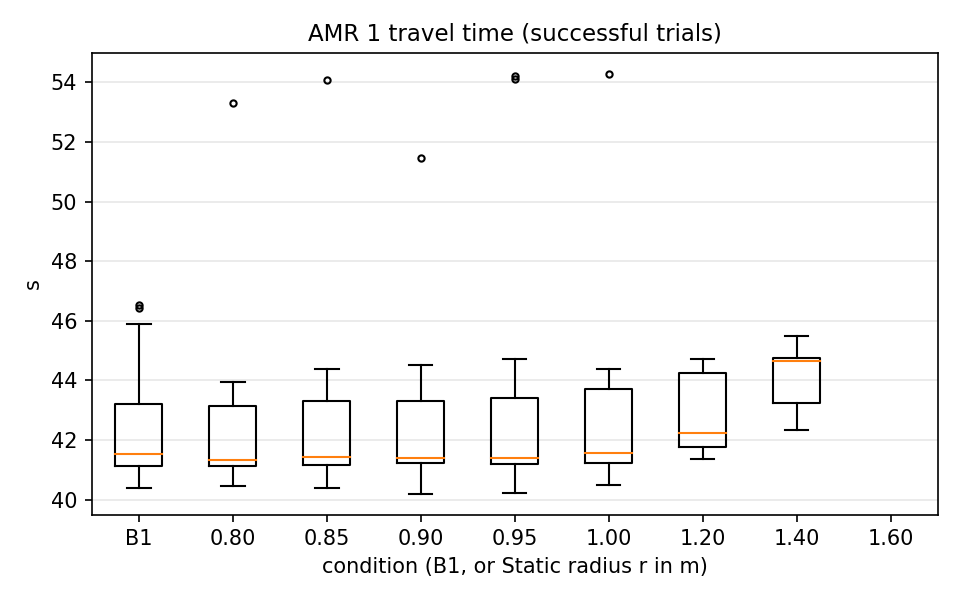 AMR 1 travel time (successful trials)
54
52
50
48
46
44
42
40
s
B1 0.80 0.85 0.90 0.95 1.00 1.20 1.40 1.60
condition (B1, or Static radius r in m)